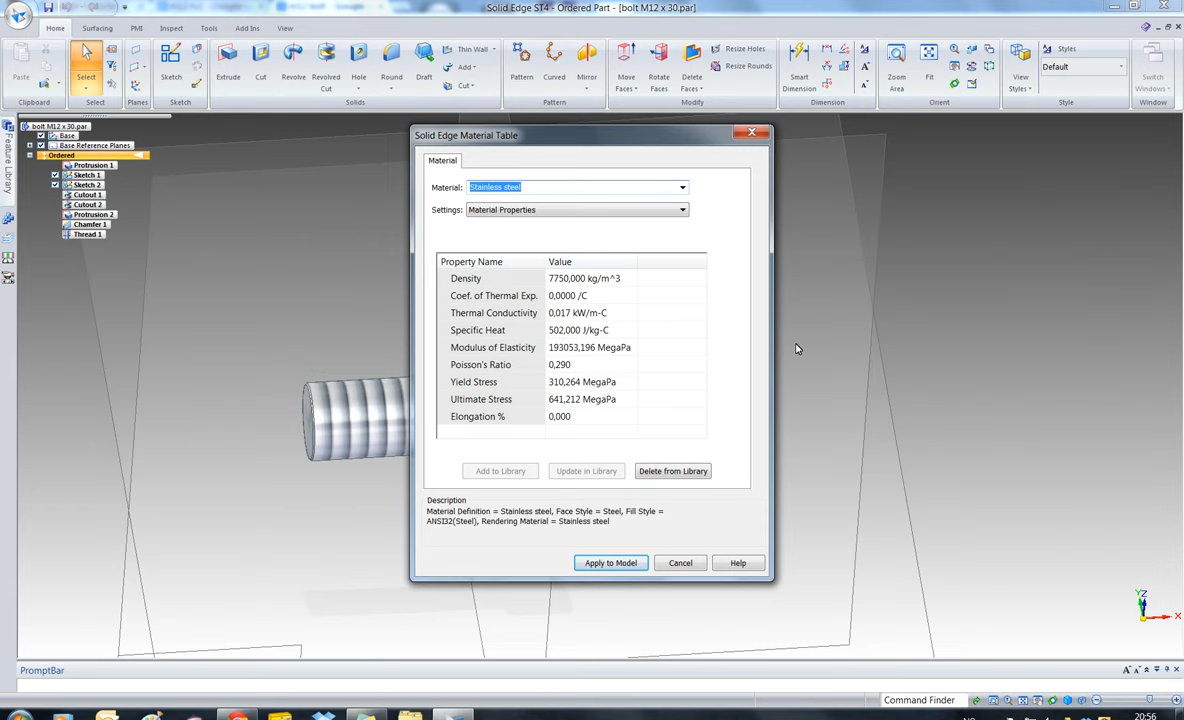 Solid Edge ST4 - Ordered Part - [bolt M12 x 30.par]
Home Surfacing PMI Inspect Tools Add Ins View
Paste
Select
Sketch
Extrude
Cut
Revolve
Revolved Cut
Hole
Round
Draft
Thin Wall
Add
Cut
Pattern
Curved
Mirror
Move Faces
Rotate Faces
Delete Faces
Resize Holes
Resize Rounds
Smart Dimension
Zoom Area
Fit
View Styles
Styles
Default
Switch Windows
Clipboard Select Planes Sketch Solids Pattern Modify Dimension Orient Style Window
Feature Library
bolt M12 x 30.par
Base
Base Reference Planes
Ordered
Protrusion 1
Sketch 1
Sketch 2
Cutout 1
Cutout 2
Protrusion 2
Chamfer 1
Thread 1
Solid Edge Material Table
Material
Material: Stainless steel
Settings: Material Properties
Property Name Value
Density 7750,000 kg/m^3
Coef. of Thermal Exp. 0,0000 /C
Thermal Conductivity 0,017 kW/m-C
Specific Heat 502,000 J/kg-C
Modulus of Elasticity 193053,196 MegaPa
Poisson's Ratio 0,290
Yield Stress 310,264 MegaPa
Ultimate Stress 641,212 MegaPa
Elongation % 0,000
Add to Library Update in Library Delete from Library
Description
Material Definition = Stainless steel, Face Style = Steel, Fill Style =
ANSI32(Steel), Rendering Material = Stainless steel
Apply to Model Cancel Help
Y Z
X
PromptBar
Command Finder
20:56